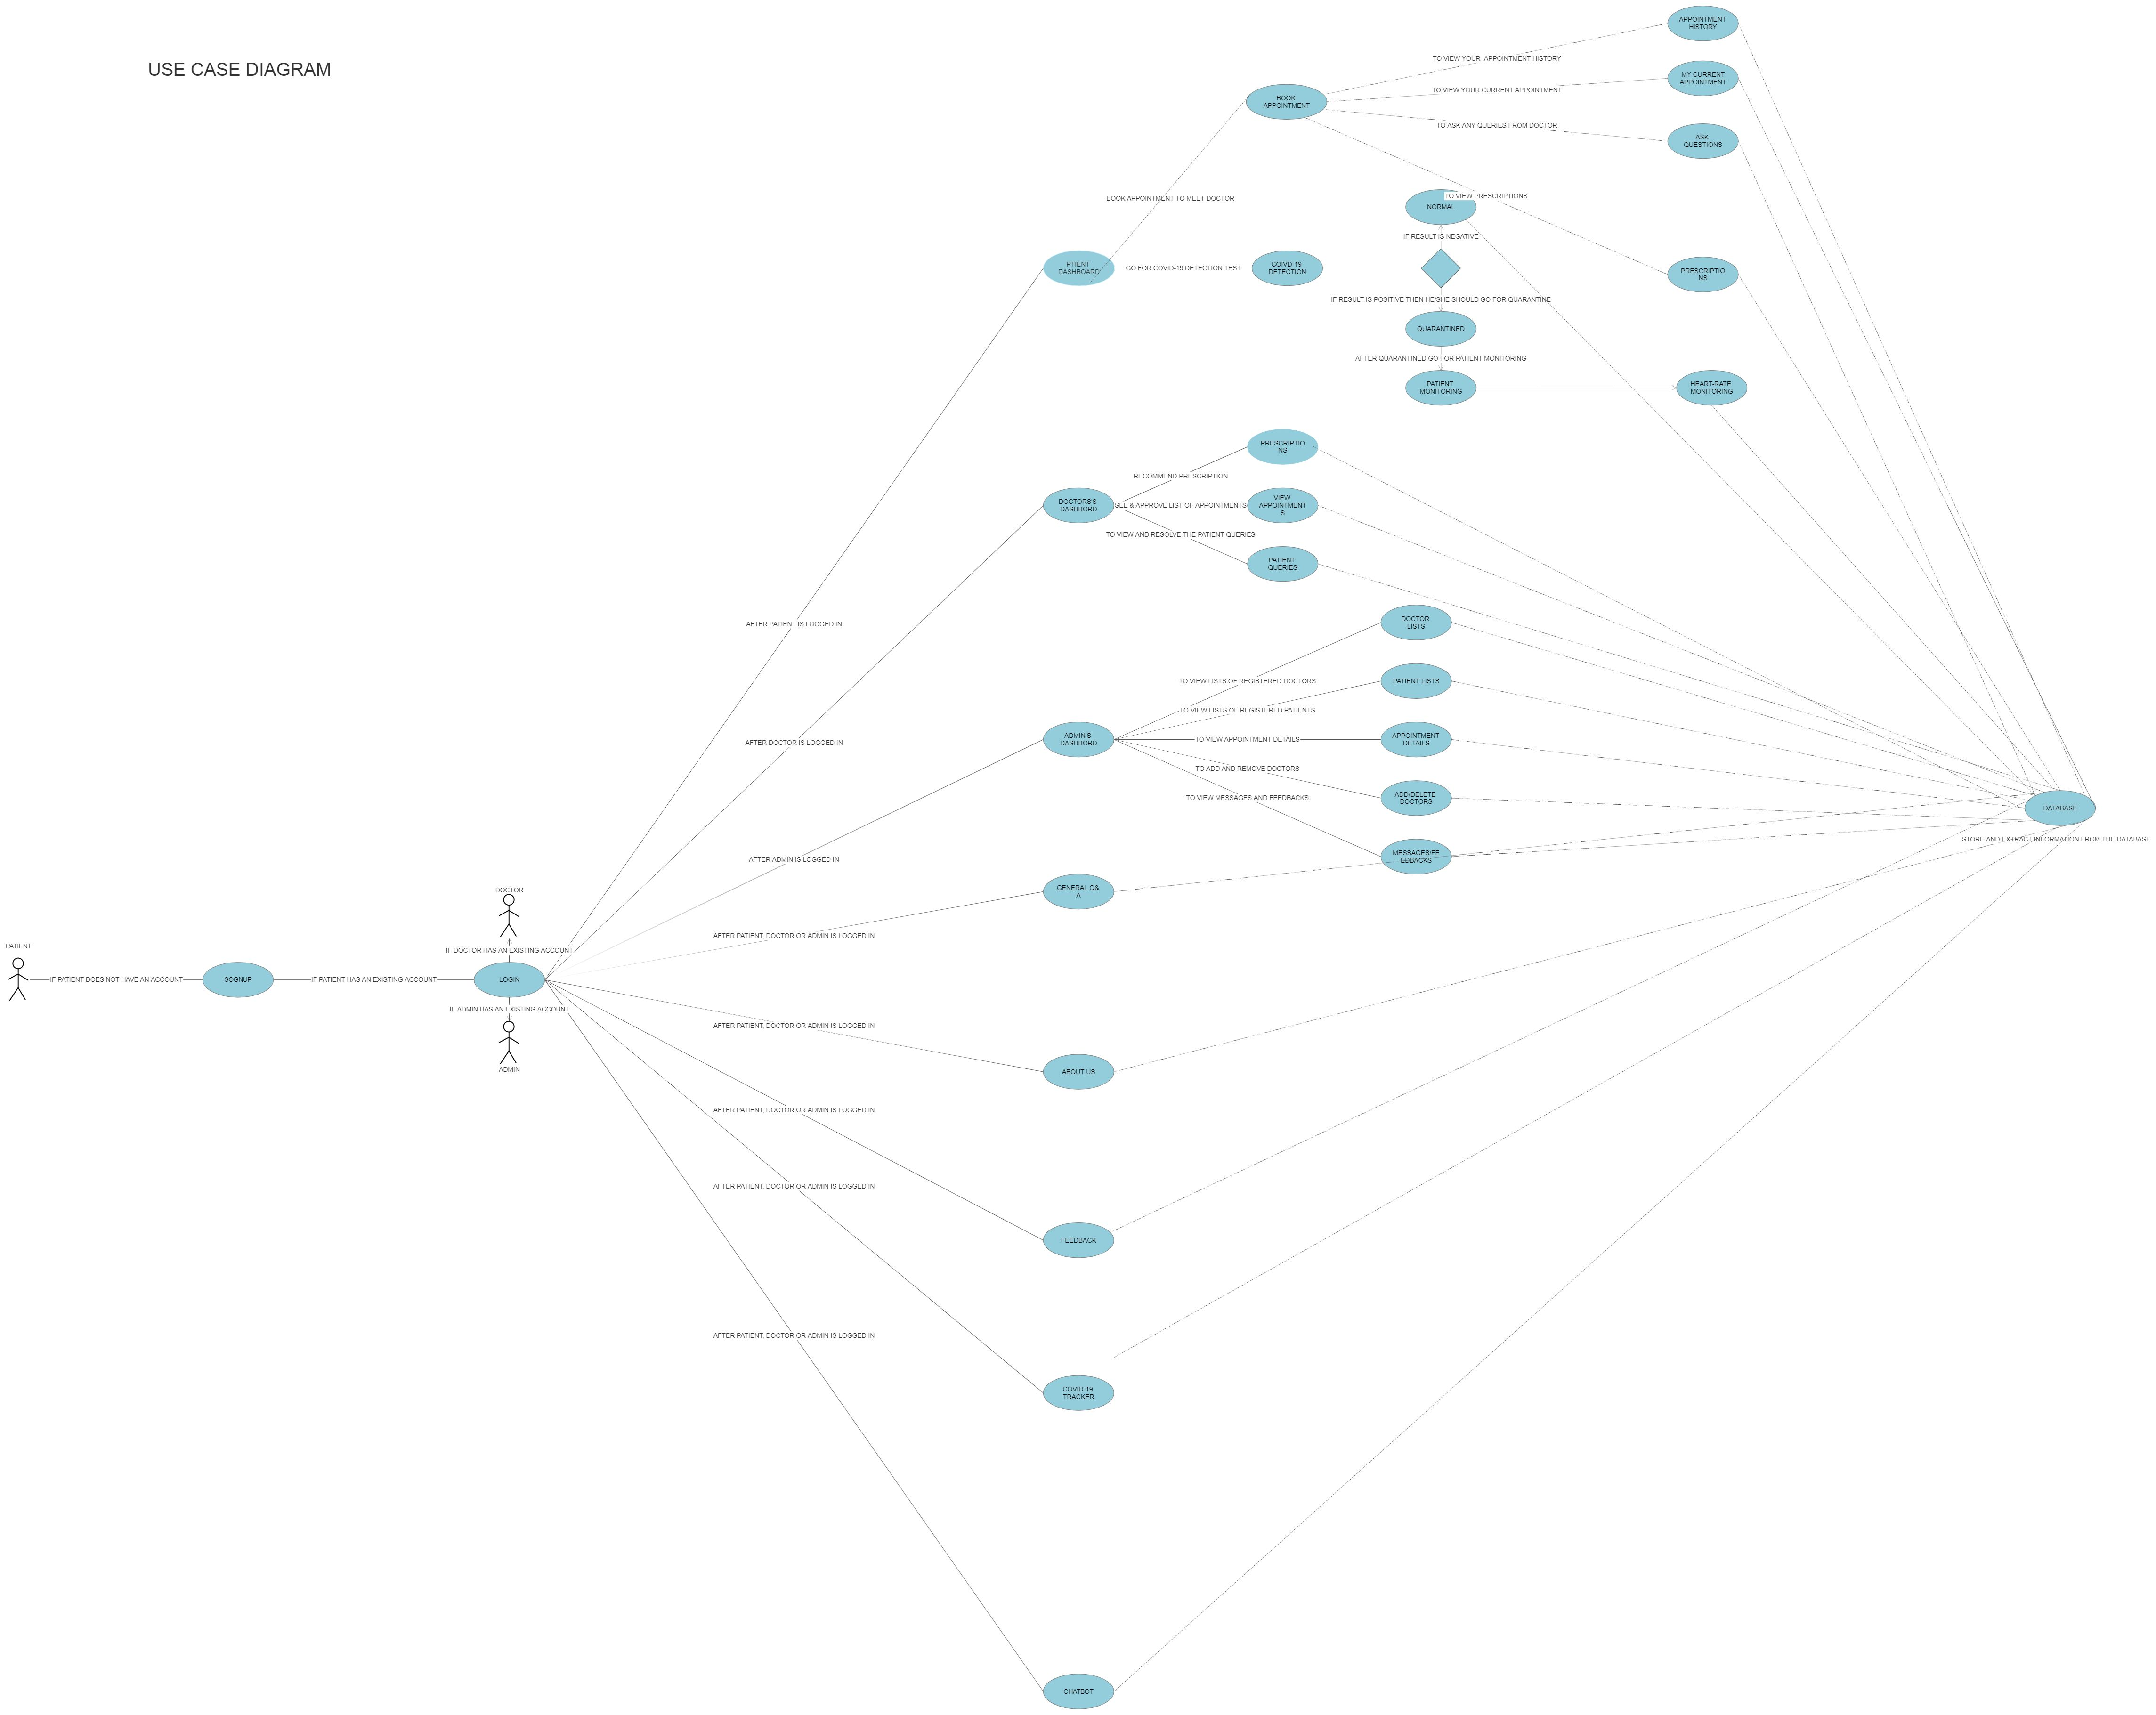 USE CASE DIAGRAM
APPOINTMENT
HISTORY
TO VIEW YOUR  APPOINTMENT HISTORY
MY CURRENT
APPOINTMENT
TO VIEW YOUR CURRENT APPOINTMENT
BOOK
APPOINTMENT
TO ASK ANY QUERIES FROM DOCTOR
ASK
QUESTIONS
BOOK APPOINTMENT TO MEET DOCTOR
TO VIEW PRESCRIPTIONS
NORMAL
IF RESULT IS NEGATIVE
PTIENT
DASHBOARD
GO FOR COVID-19 DETECTION TEST
COIVD-19
DETECTION
PRESCRIPTIO
NS
IF RESULT IS POSITIVE THEN HE/SHE SHOULD GO FOR QUARANTINE
QUARANTINED
AFTER QUARANTINED GO FOR PATIENT MONITORING
PATIENT
MONITORING
HEART-RATE
MONITORING
PRESCRIPTIO
NS
RECOMMEND PRESCRIPTION
DOCTORS'S
DASHBORD
SEE & APPROVE LIST OF APPOINTMENTS
VIEW
APPOINTMENT
S
TO VIEW AND RESOLVE THE PATIENT QUERIES
PATIENT
QUERIES
AFTER PATIENT IS LOGGED IN
DOCTOR
LISTS
TO VIEW LISTS OF REGISTERED DOCTORS
PATIENT LISTS
TO VIEW LISTS OF REGISTERED PATIENTS
AFTER DOCTOR IS LOGGED IN
ADMIN'S
DASHBORD
TO VIEW APPOINTMENT DETAILS
APPOINTMENT
DETAILS
TO ADD AND REMOVE DOCTORS
TO VIEW MESSAGES AND FEEDBACKS
ADD/DELETE
DOCTORS
DATABASE
STORE AND EXTRACT INFORMATION FROM THE DATABASE
AFTER ADMIN IS LOGGED IN
MESSAGES/FE
EDBACKS
GENERAL Q&
A
DOCTOR
AFTER PATIENT, DOCTOR OR ADMIN IS LOGGED IN
PATIENT
IF DOCTOR HAS AN EXISTING ACCOUNT
IF PATIENT DOES NOT HAVE AN ACCOUNT
SOGNUP
IF PATIENT HAS AN EXISTING ACCOUNT
LOGIN
IF ADMIN HAS AN EXISTING ACCOUNT
AFTER PATIENT, DOCTOR OR ADMIN IS LOGGED IN
ADMIN
ABOUT US
AFTER PATIENT, DOCTOR OR ADMIN IS LOGGED IN
AFTER PATIENT, DOCTOR OR ADMIN IS LOGGED IN
FEEDBACK
AFTER PATIENT, DOCTOR OR ADMIN IS LOGGED IN
COVID-19
TRACKER
CHATBOT